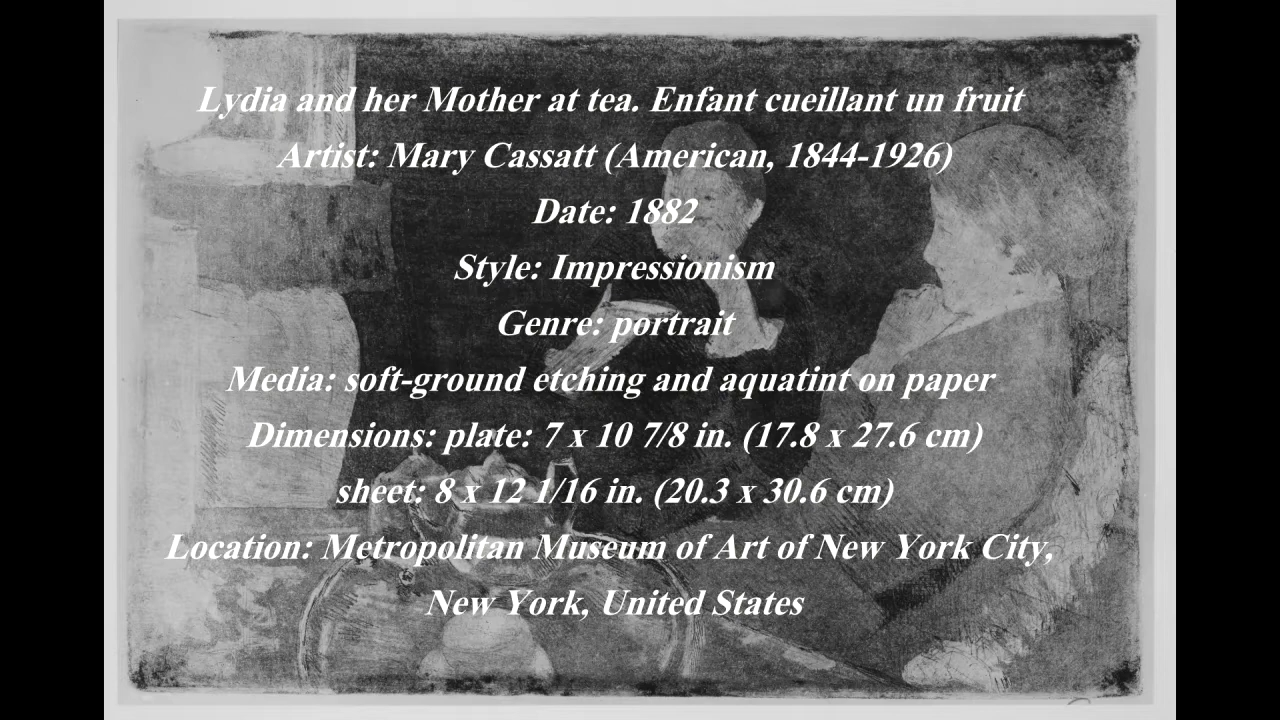 Lydia and her Mother at tea. Enfant cueillant un fruit
Artist: Mary Cassatt (American, 1844-1926)
Date: 1882
Style: Impressionism
Genre: portrait
Media: soft-ground etching and aquatint on paper
Dimensions: plate: 7 x 10 7/8 in. (17.8 x 27.6 cm)
sheet: 8 x 12 1/16 in. (20.3 x 30.6 cm)
Location: Metropolitan Museum of Art of New York City,
New York, United States